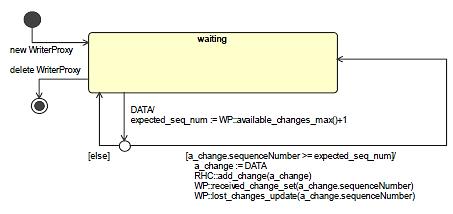 waiting
new WriterProxy
delete WriterProxy
DATA/
expected_seq_num := WP::available_changes_max()+1
[else]
[a_change.sequenceNumber >= expected_seq_num]/
a_change := DATA
RHC::add_change(a_change)
WP::received_change_set(a_change.sequenceNumber)
WP::lost_changes_update(a_change.sequenceNumber)